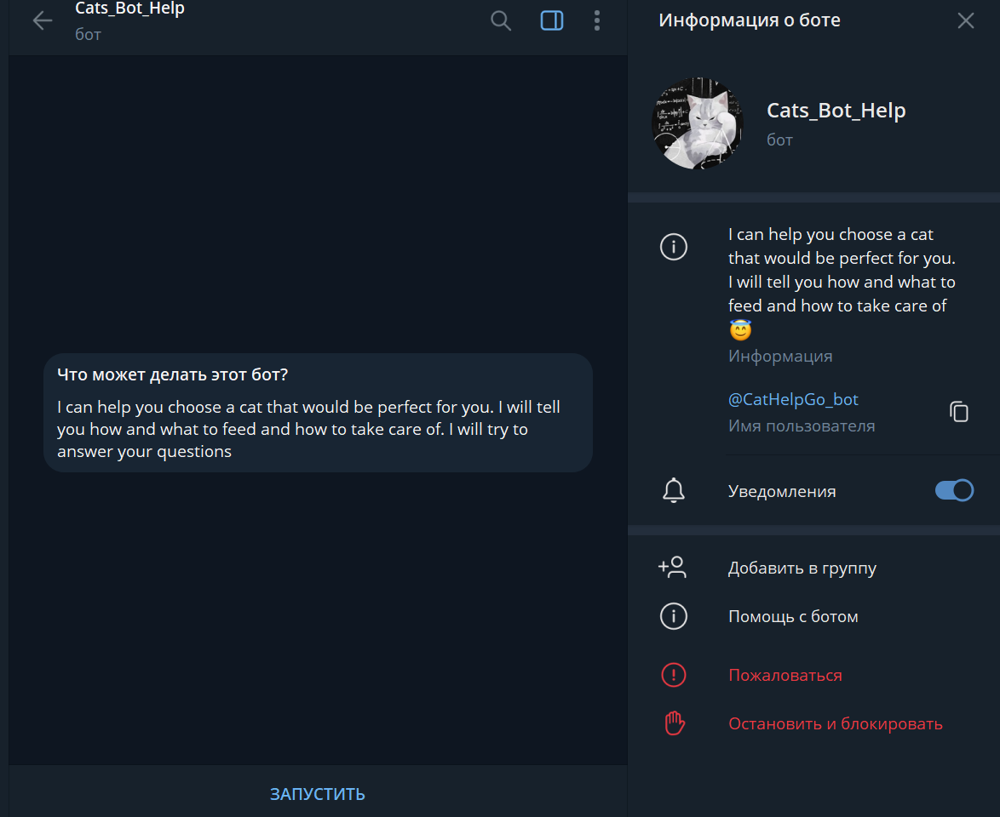 Cats_Bot_Help
бот
Что может делать этот бот?
I can help you choose a cat that would be perfect for you. I will tell
you how and what to feed and how to take care of. I will try to
answer your questions
ЗАПУСТИТЬ
Информация о боте
Cats_Bot_Help
бот
I can help you choose a cat
that would be perfect for you.
I will tell you how and what to
feed and how to take care of
😇
Информация
@CatHelpGo_bot
Имя пользователя
Уведомления
Добавить в группу
Помощь с ботом
Пожаловаться
Остановить и блокировать